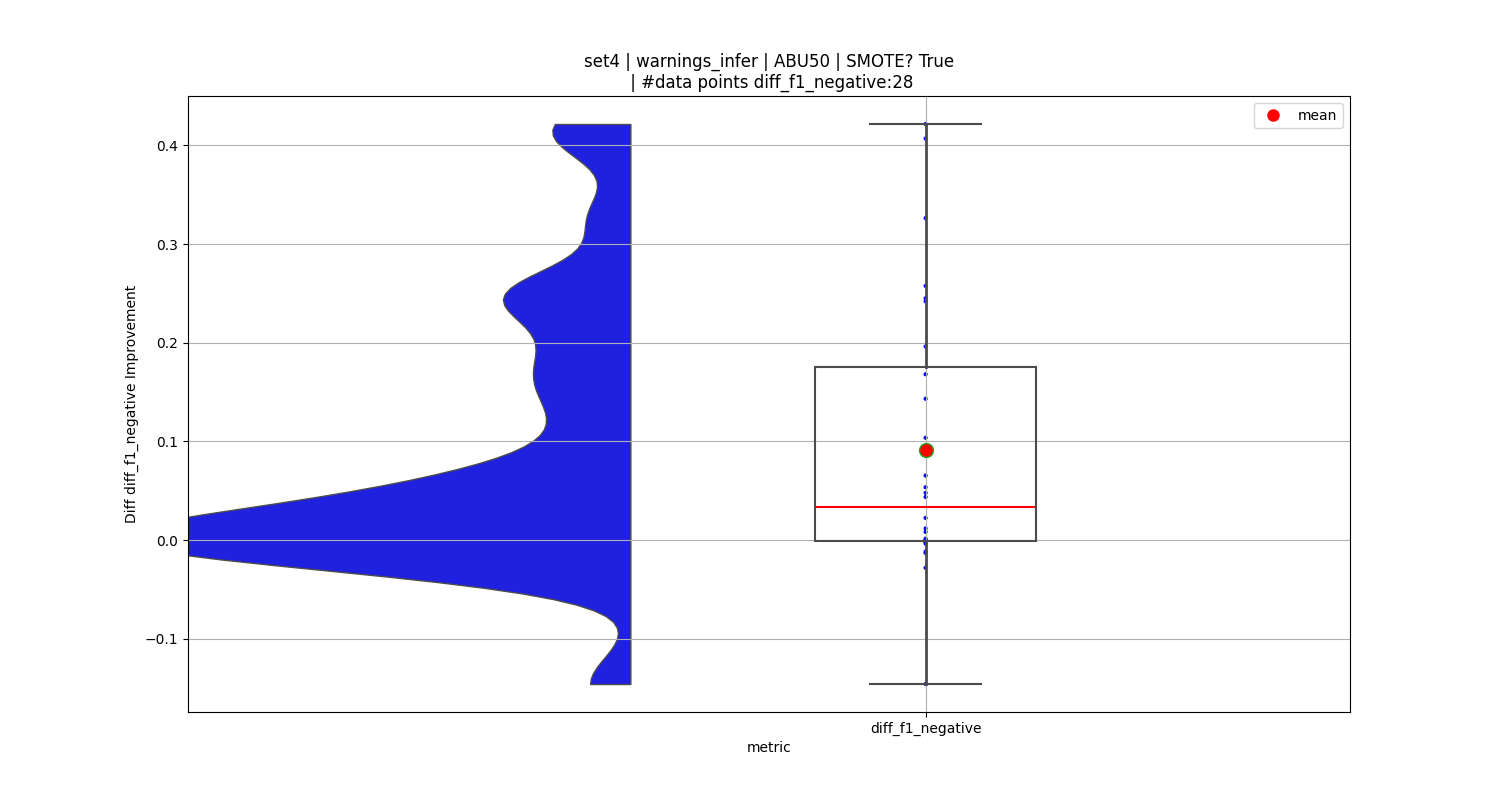 set4 | warnings_infer | ABU50 | SMOTE? True
| #data points diff_f1_negative:28
mean
0.4
0.3
0.2
0.1
0.0
−0.1
Diff diff_f1_negative Improvement
diff_f1_negative
metric